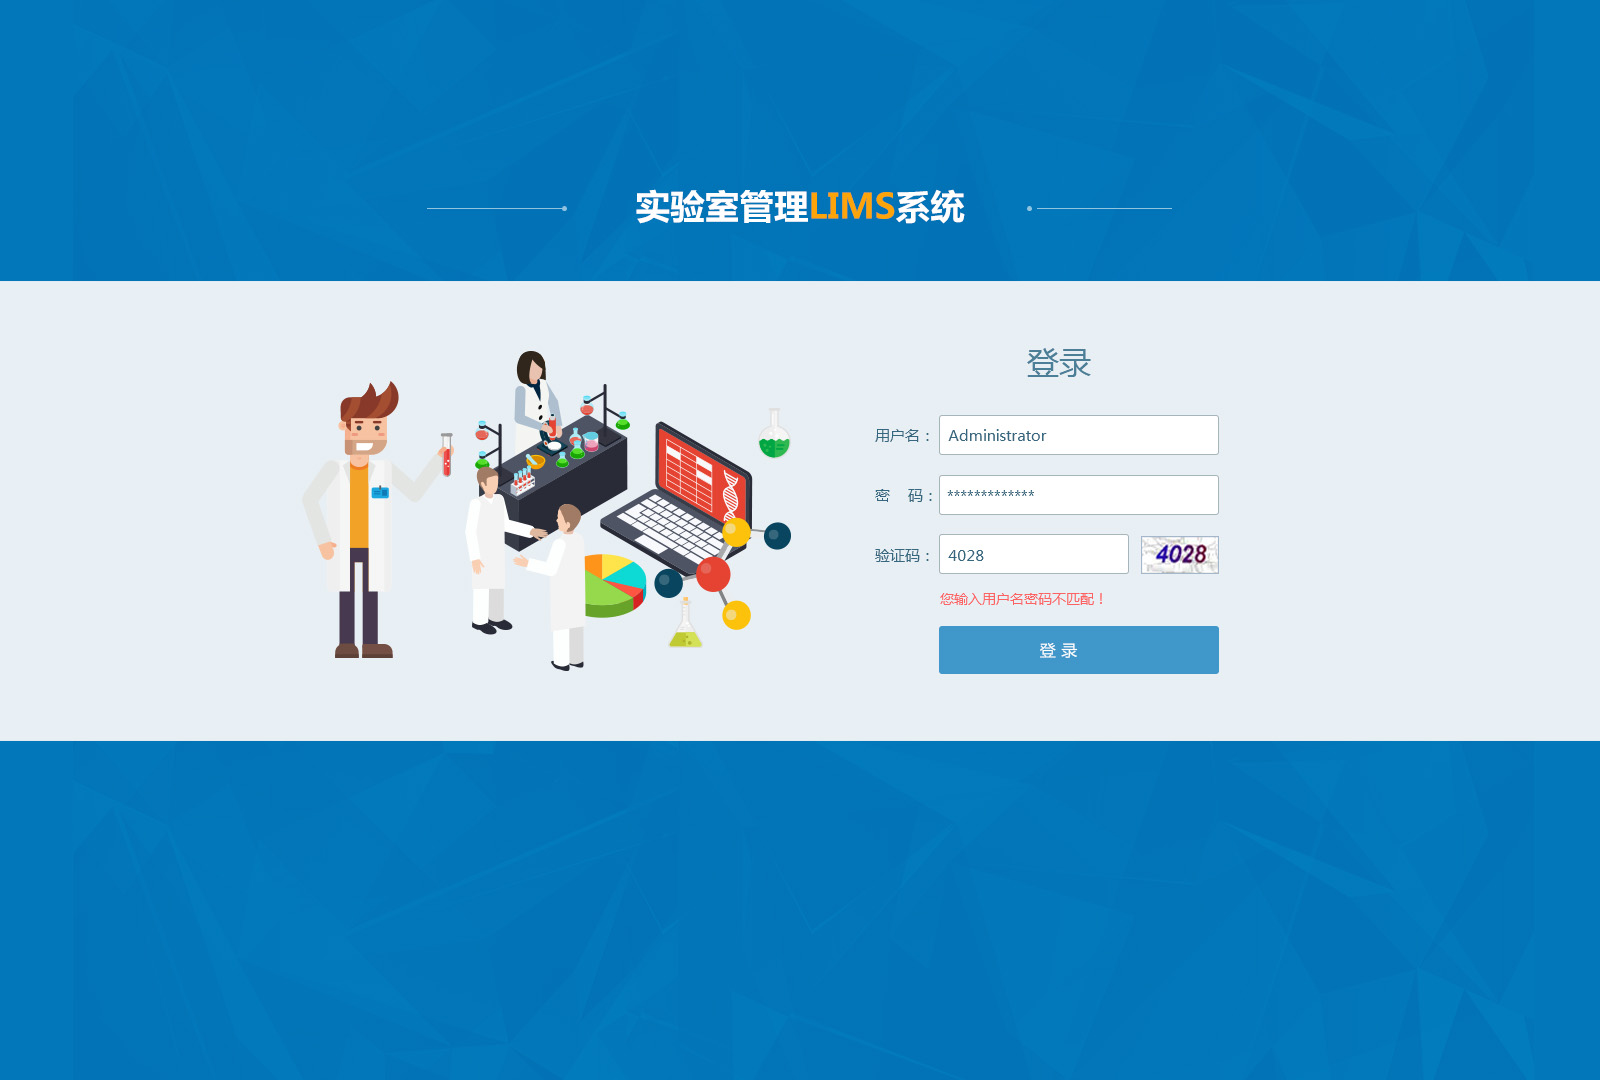 实验室管理LIMS系统
登录
用户名： Administrator
密 码： *************
验证码： 4028 4028
您输入用户名密码不匹配！
登 录